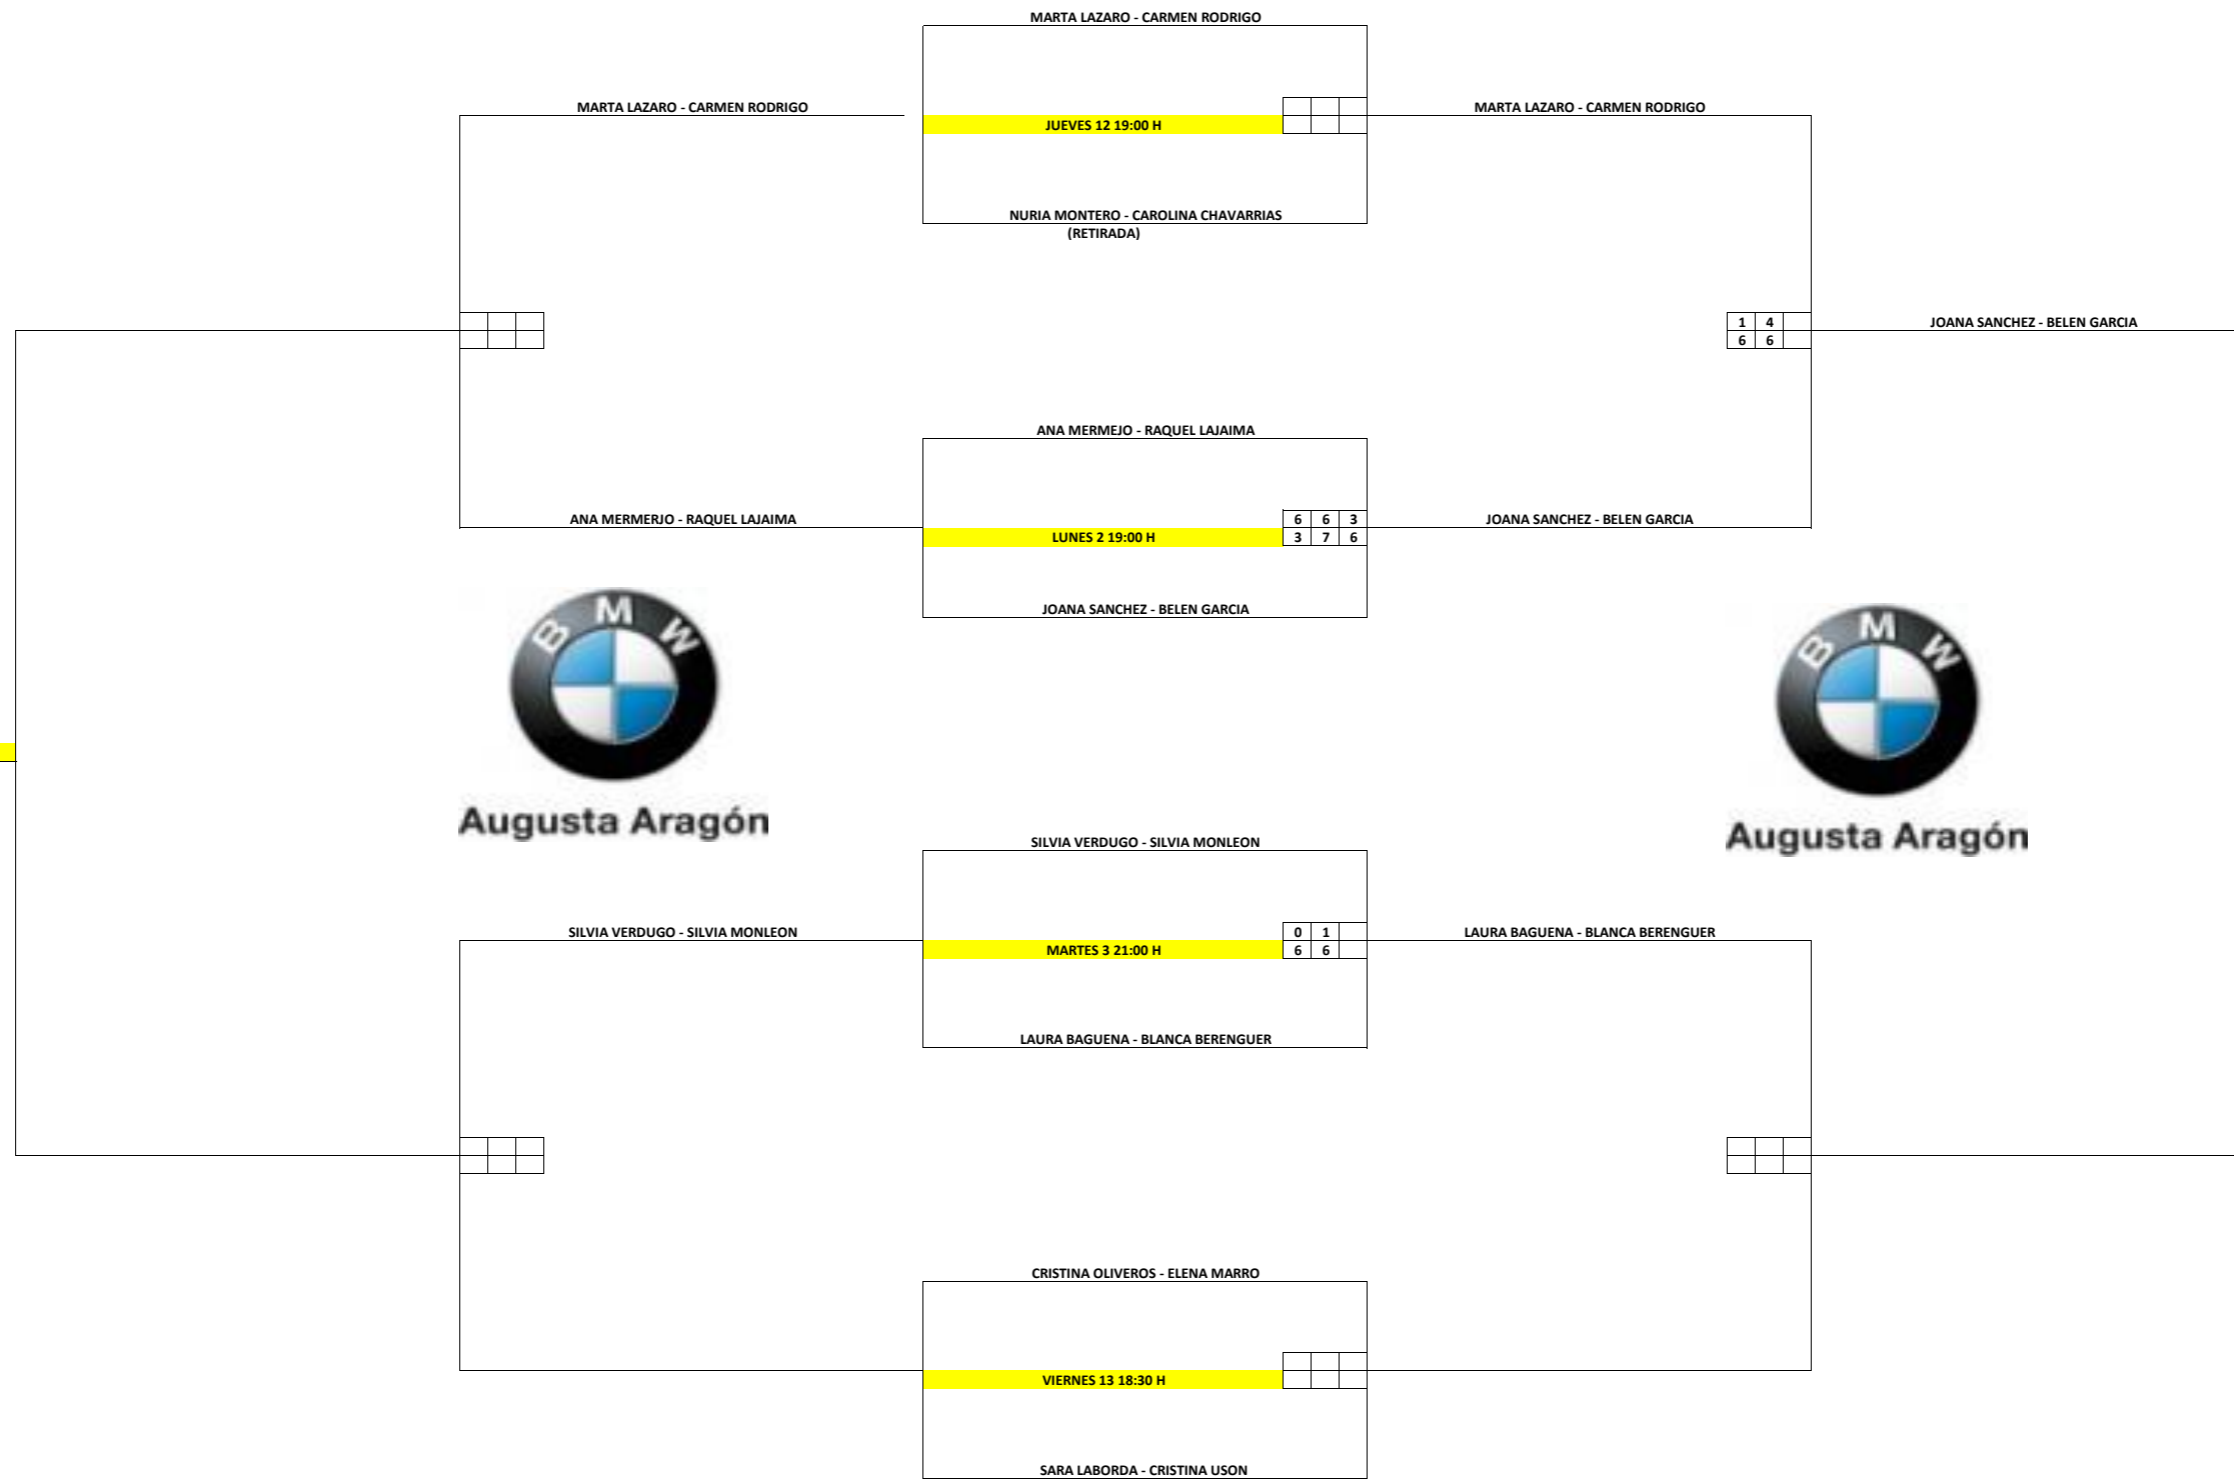 MARTA LAZARO - CARMEN RODRIGO
MARTA LAZARO - CARMEN RODRIGO
MARTA LAZARO - CARMEN RODRIGO
JUEVES 12 19:00 H
NURIA MONTERO - CAROLINA CHAVARRIAS
(RETIRADA)
1 4
JOANA SANCHEZ - BELEN GARCIA
6 6
ANA MERMEJO - RAQUEL LAJAIMA
ANA MERMERJO - RAQUEL LAJAIMA
6 6 3
JOANA SANCHEZ - BELEN GARCIA
LUNES 2 19:00 H
3 7 6
JOANA SANCHEZ - BELEN GARCIA
BMW
BMW
Augusta Aragón
Augusta Aragón
SILVIA VERDUGO - SILVIA MONLEON
SILVIA VERDUGO - SILVIA MONLEON
0 1
LAURA BAGUENA - BLANCA BERENGUER
MARTES 3 21:00 H
6 6
LAURA BAGUENA - BLANCA BERENGUER
CRISTINA OLIVEROS - ELENA MARRO
VIERNES 13 18:30 H
SARA LABORDA - CRISTINA USON